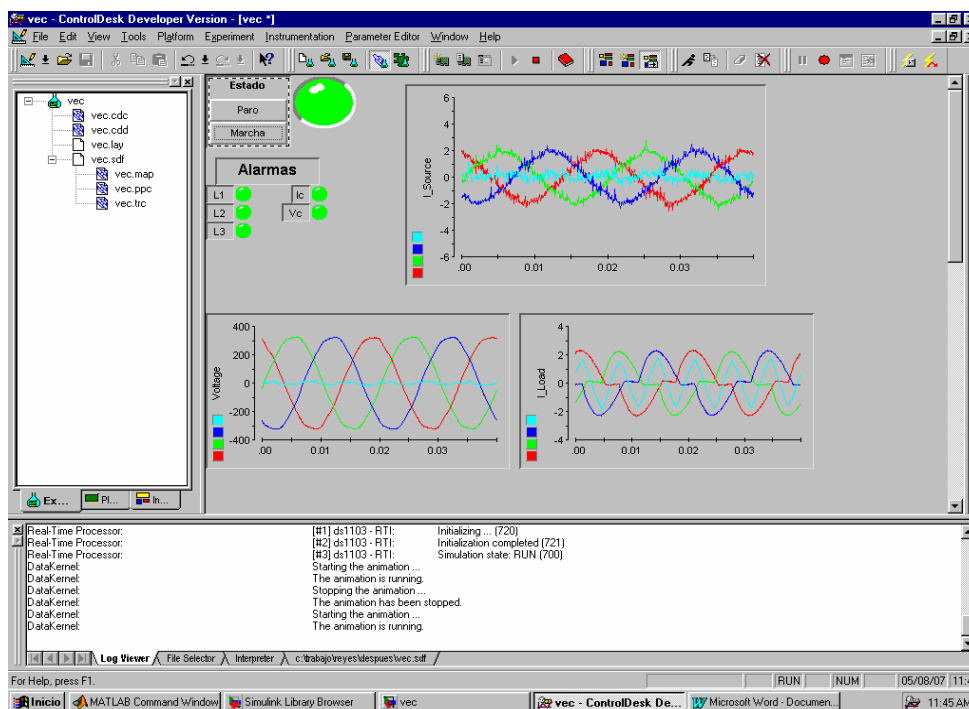 vec - ControlDesk Developer Version - [vec *]
File Edit View Tools Platform Experiment Instrumentation Parameter Editor Window Help
vec
vec.cdc
vec.cdd
vec.lay
vec.sdf
vec.map
vec.ppc
vec.trc
Ex... Pl... In...
Estado
Paro
Marcha
Alarmas
L1 Ic
L2 Vc
L3
I_Source
6
4
2
0
-2
-4
-6
.00 0.01 0.02 0.03
Voltage
400
200
0
-200
-400
.00 0.01 0.02 0.03
I_Load
4
2
0
-2
-4
.00 0.01 0.02 0.03
Real-Time Processor: [#1] ds1103 - RTI: Initializing ... (720)
Real-Time Processor: [#2] ds1103 - RTI: Initialization completed (721)
Real-Time Processor: [#3] ds1103 - RTI: Simulation state: RUN (700)
DataKernel: Starting the animation ...
DataKernel: The animation is running.
DataKernel: Stopping the animation ...
DataKernel: The animation has been stopped.
DataKernel: Starting the animation ...
DataKernel: The animation is running.
Log Viewer File Selector Interpreter c:\trabajo\reyes\despues\vec.sdf
For Help, press F1. RUN NUM 05/08/07 11:4
Inicio MATLAB Command Window Simulink Library Browser vec vec - ControlDesk De... Microsoft Word - Documen... 11:45 AM